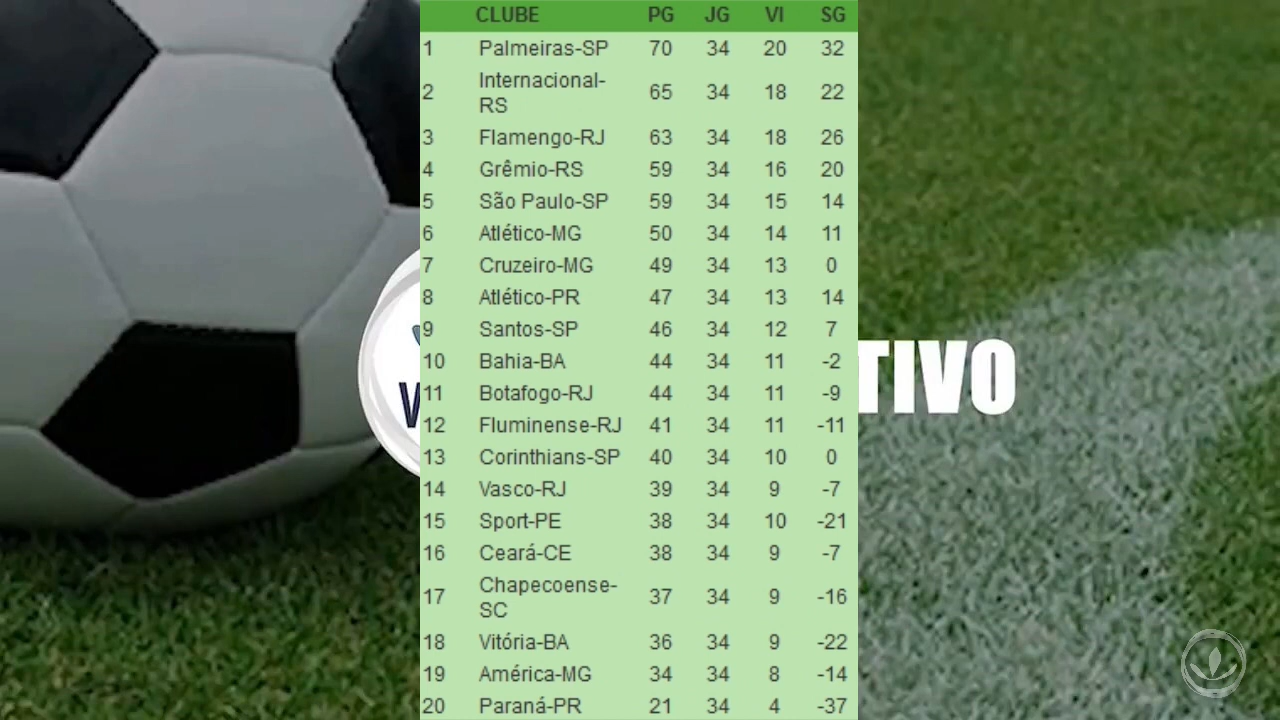 CLUBE PG JG VI SG
1 Palmeiras-SP 70 34 20 32
2 Internacional-RS 65 34 18 22
3 Flamengo-RJ 63 34 18 26
4 Grêmio-RS 59 34 16 20
5 São Paulo-SP 59 34 15 14
6 Atlético-MG 50 34 14 11
7 Cruzeiro-MG 49 34 13 0
8 Atlético-PR 47 34 13 14
9 Santos-SP 46 34 12 7
10 Bahia-BA 44 34 11 -2
11 Botafogo-RJ 44 34 11 -9
12 Fluminense-RJ 41 34 11 -11
13 Corinthians-SP 40 34 10 0
14 Vasco-RJ 39 34 9 -7
15 Sport-PE 38 34 10 -21
16 Ceará-CE 38 34 9 -7
17 Chapecoense-SC 37 34 9 -16
18 Vitória-BA 36 34 9 -22
19 América-MG 34 34 8 -14
20 Paraná-PR 21 34 4 -37
TIVO